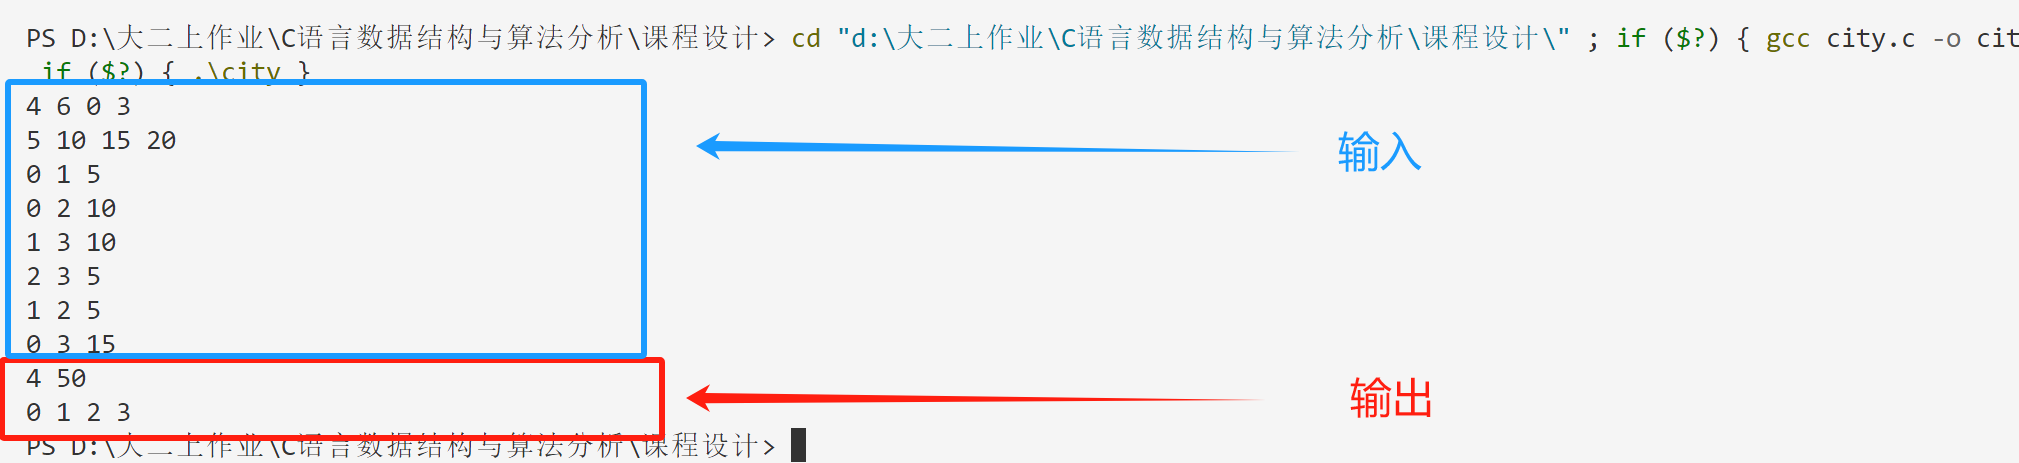 PS D:\大二上作业\C语言数据结构与算法分析\课程设计> cd "d:\大二上作业\C语言数据结构与算法分析\课程设计\" ; if ($?) { gcc city.c -o cit
if ($?) { .\city }
4 6 0 3
5 10 15 20
输入
0 1 5
0 2 10
1 3 10
2 3 5
1 2 5
0 3 15
4 50
输出
0 1 2 3
PS D:\大二上作业\C语言数据结构与算法分析\课程设计>